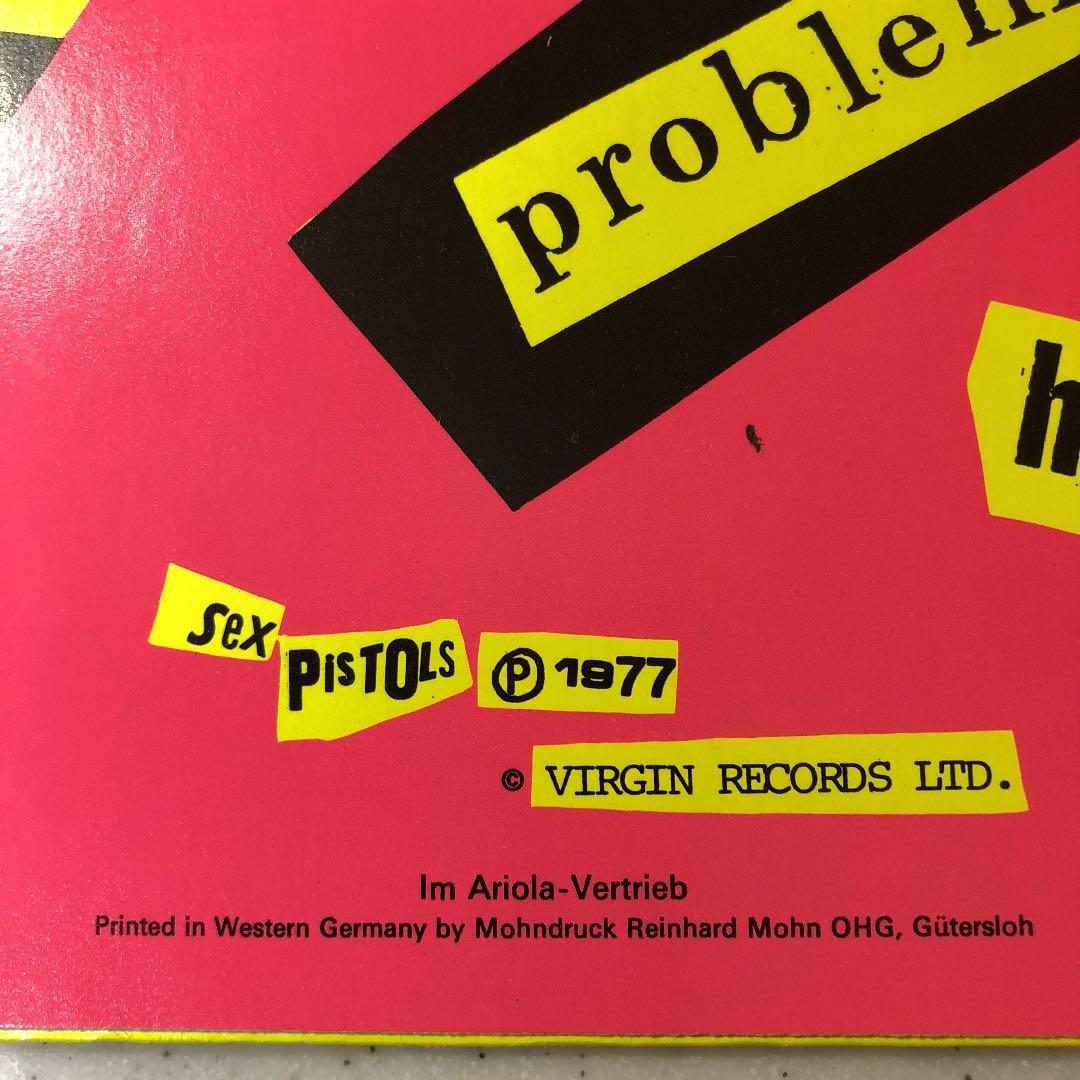 problem
sex
PisTOLS ℗ 1977
© VIRGIN RECORDS LTD.
Im Ariola-Vertrieb
Printed in Western Germany by Mohndruck Reinhard Mohn OHG, Gütersloh